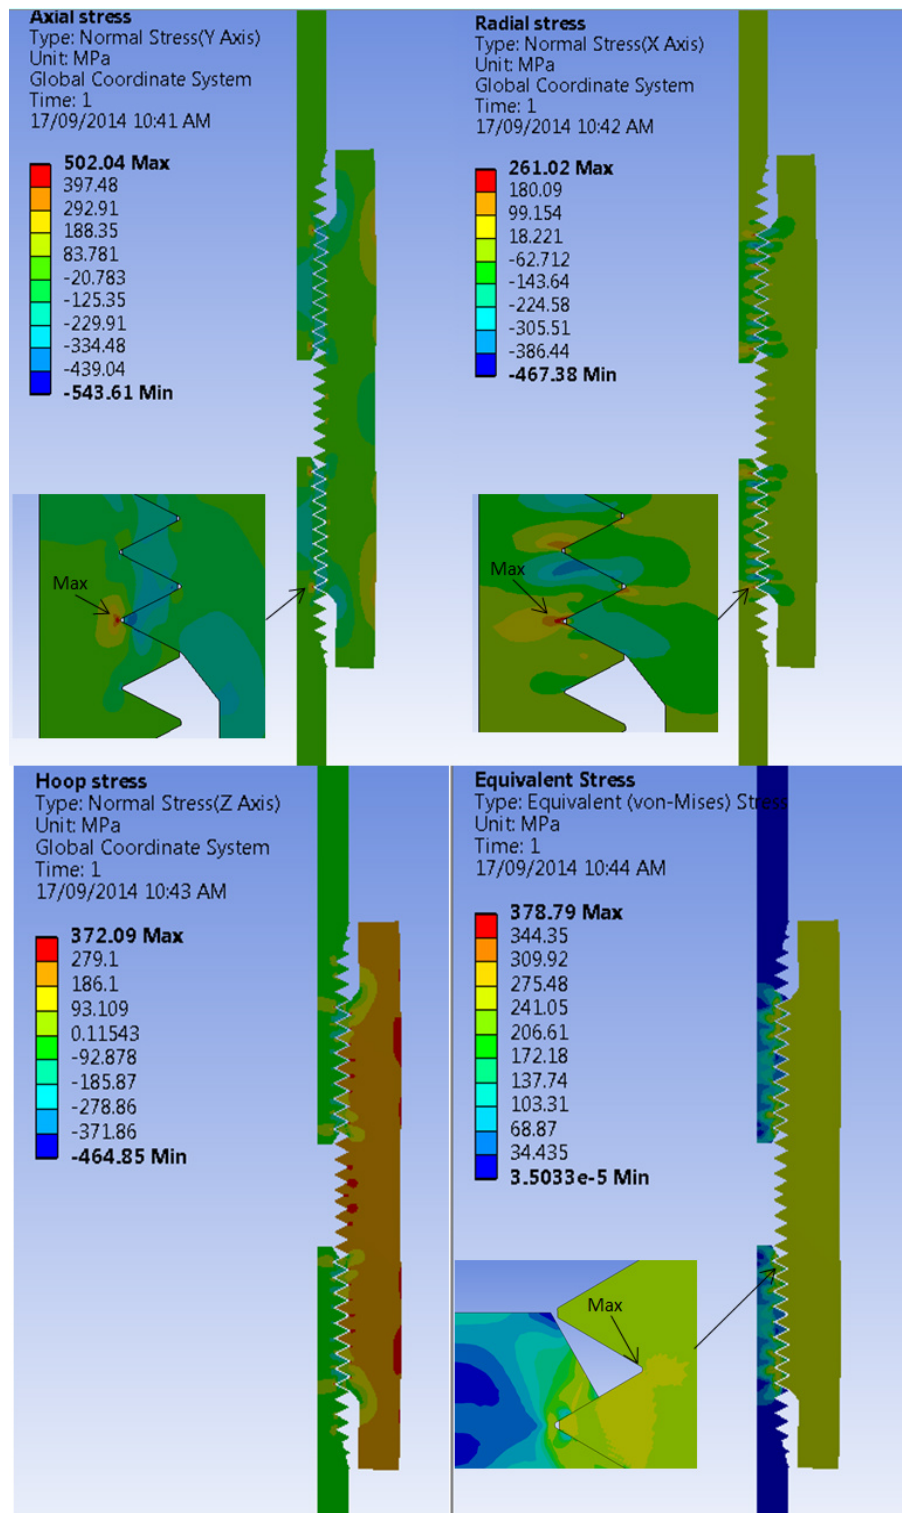 Axial stress
Type: Normal Stress(Y Axis)
Unit: MPa
Global Coordinate System
Time: 1
17/09/2014 10:41 AM
502.04 Max
397.48
292.91
188.35
83.781
-20.783
-125.35
-229.91
-334.48
-439.04
-543.61 Min
Max
Radial stress
Type: Normal Stress(X Axis)
Unit: MPa
Global Coordinate System
Time: 1
17/09/2014 10:42 AM
261.02 Max
180.09
99.154
18.221
-62.712
-143.64
-224.58
-305.51
-386.44
-467.38 Min
Max
Hoop stress
Type: Normal Stress(Z Axis)
Unit: MPa
Global Coordinate System
Time: 1
17/09/2014 10:43 AM
372.09 Max
279.1
186.1
93.109
0.11543
-92.878
-185.87
-278.86
-371.86
-464.85 Min
Equivalent Stress
Type: Equivalent (von-Mises) Stress
Unit: MPa
Time: 1
17/09/2014 10:44 AM
378.79 Max
344.35
309.92
275.48
241.05
206.61
172.18
137.74
103.31
68.87
34.435
3.5033e-5 Min
Max